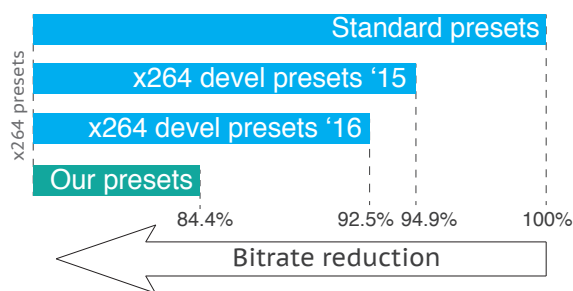 Standard presets
x264 devel presets ‘15
x264 devel presets ‘16
Our presets
x264 presets
84.4% 92.5% 94.9% 100%
Bitrate reduction